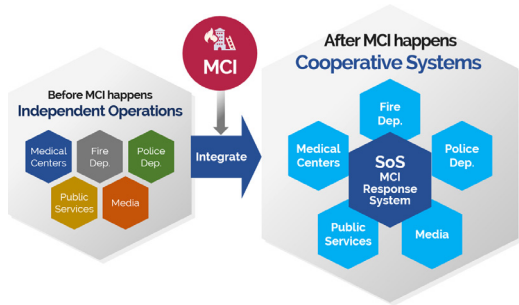 Before MCI happens
Independent Operations
Medical
Centers
Fire
Dep.
Police
Dep.
Public
Services
Media
MCI
Integrate
After MCI happens
Cooperative Systems
Fire
Dep.
Medical
Centers
Police
Dep.
SoS
MCI
Response
System
Public
Services
Media